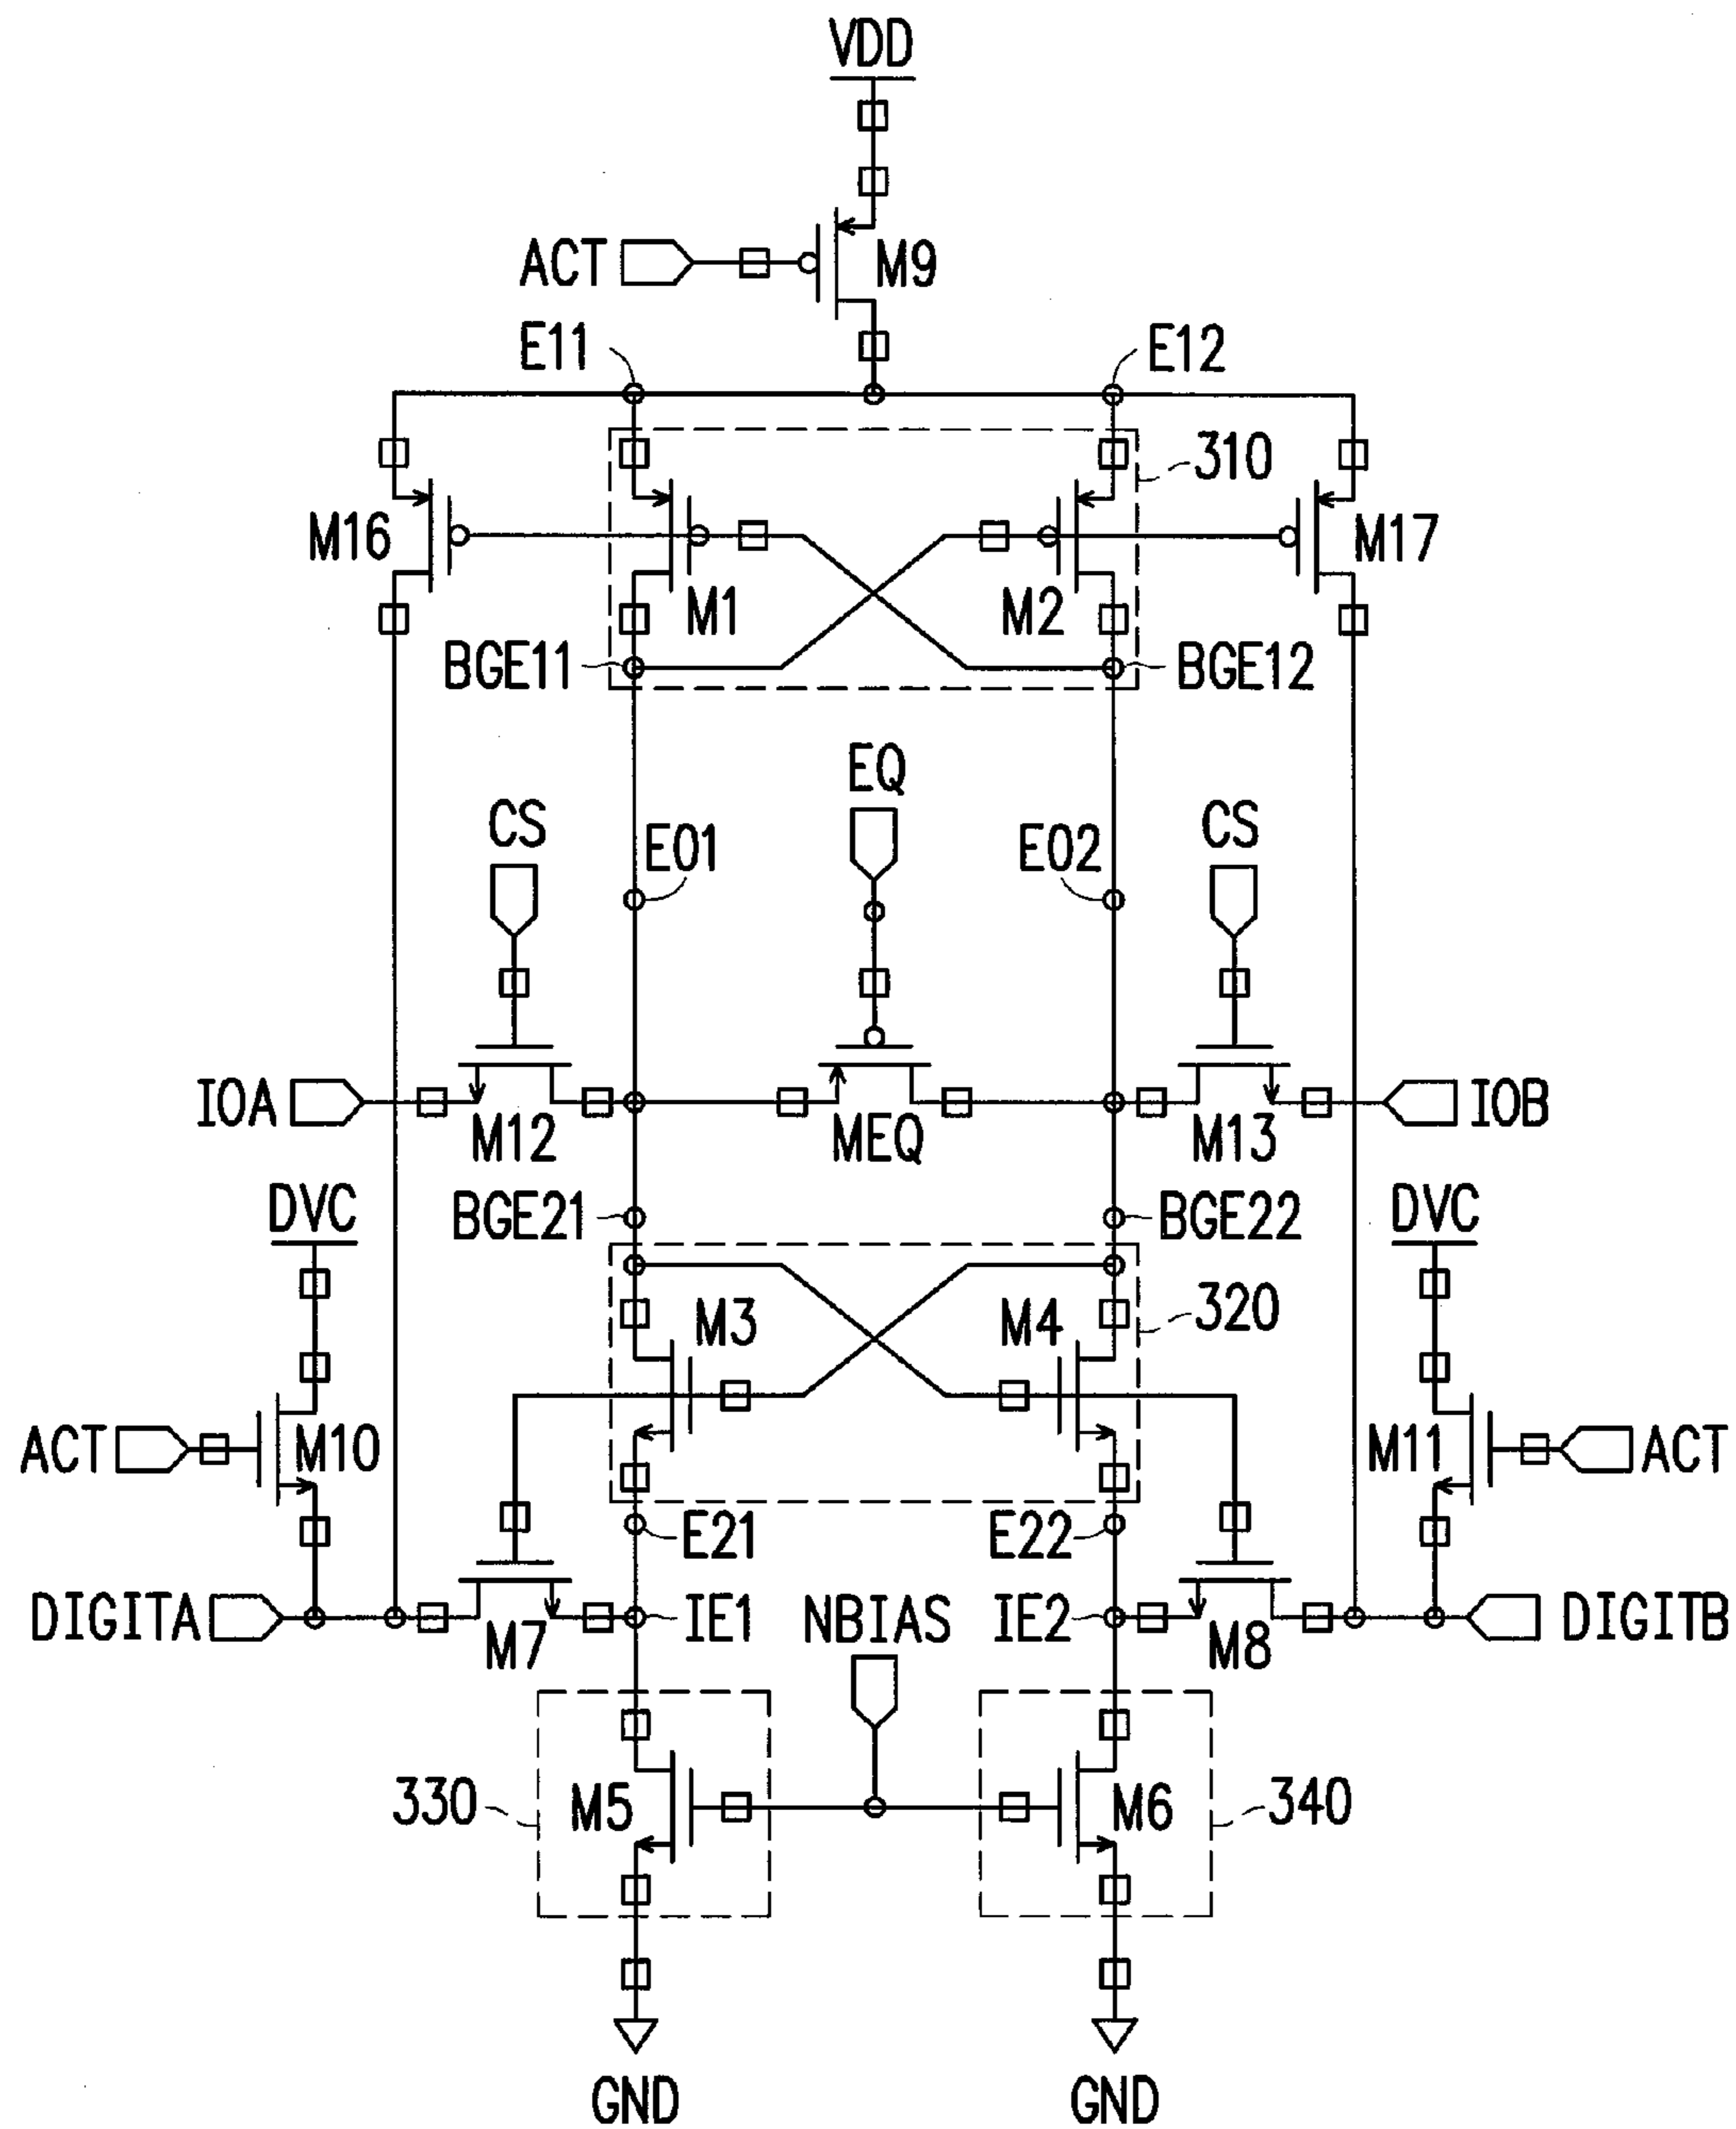 VDD
ACT
M9
E11
E12
310
M16
M1
M2
M17
BGE11
BGE12
EQ
CS
E01
E02
CS
IOA
M12
MEQ
M13
IOB
DVC
BGE21
BGE22
DVC
M3
M4
320
ACT
M10
M11
ACT
E21
E22
DIGITA
M7
IE1
NBIAS
IE2
M8
DIGITB
330
M5
M6
340
GND
GND